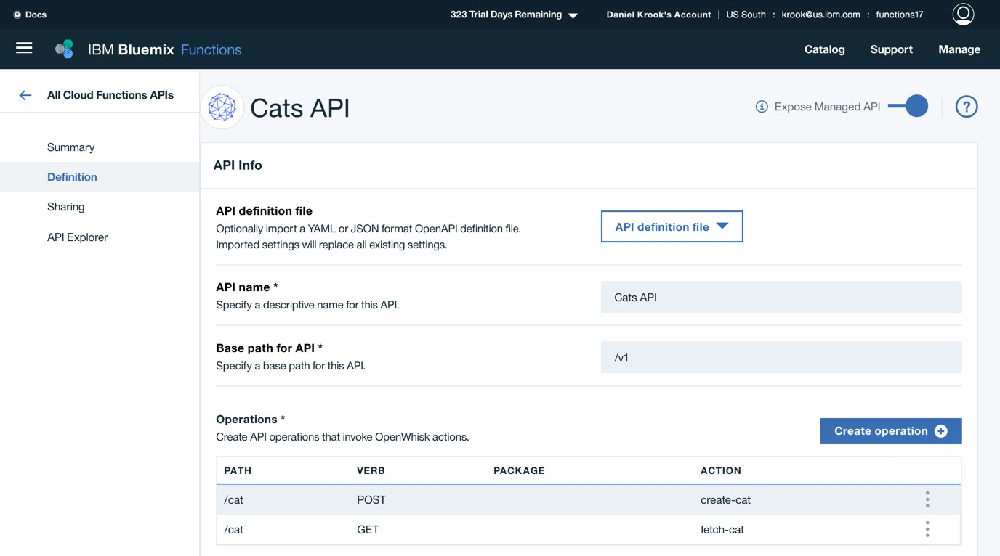 Docs
323 Trial Days Remaining
Daniel Krook's Account | US South : krook@us.ibm.com : functions17
IBM Bluemix Functions
Catalog Support Manage
All Cloud Functions APIs
Summary
Definition
Sharing
API Explorer
Cats API
Expose Managed API
?
API Info
API definition file
Optionally import a YAML or JSON format OpenAPI definition file.
Imported settings will replace all existing settings.
API definition file
API name *
Specify a descriptive name for this API.
Cats API
Base path for API *
Specify a base path for this API.
/v1
Operations *
Create API operations that invoke OpenWhisk actions.
Create operation
PATH VERB PACKAGE ACTION
/cat POST create-cat
/cat GET fetch-cat